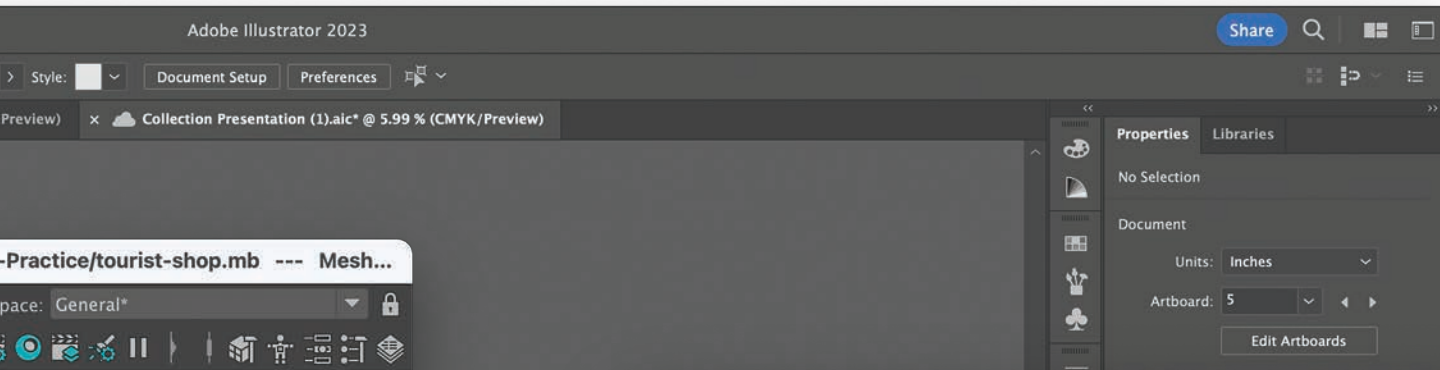 Adobe Illustrator 2023
Share
> Style:
Document Setup
Preferences
Preview)
× Collection Presentation (1).aic* @ 5.99 % (CMYK/Preview)
Properties
Libraries
No Selection
Document
Units: Inches
Artboard: 5
Edit Artboards
-Practice/tourist-shop.mb --- Mesh...
pace: General*